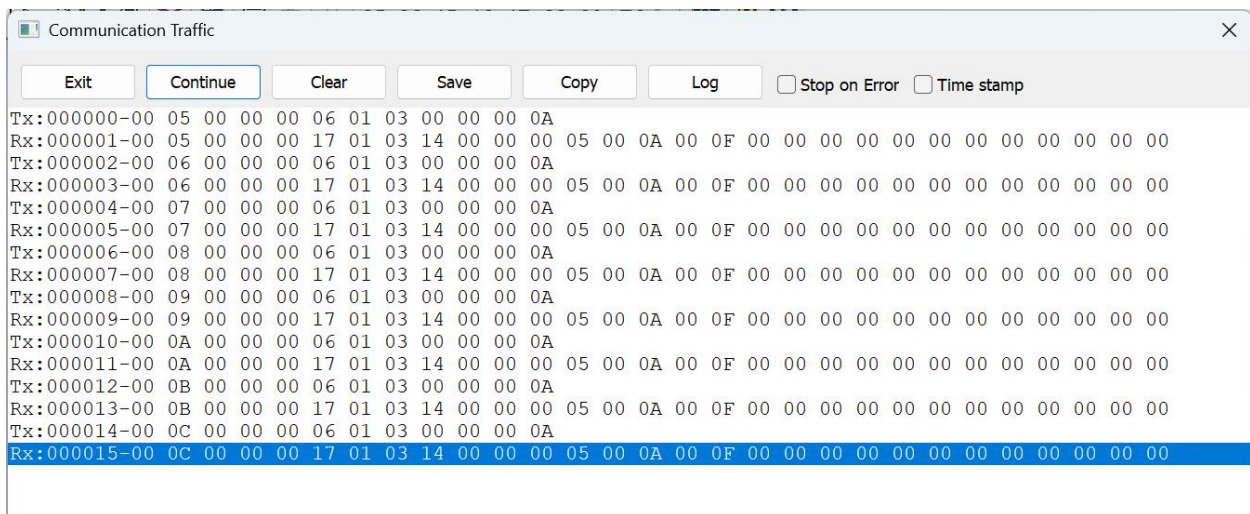 Communication Traffic
Exit Continue Clear Save Copy Log Stop on Error Time stamp
Tx:000000-00 05 00 00 00 06 01 03 00 00 00 0A
Rx:000001-00 05 00 00 00 17 01 03 14 00 00 00 05 00 0A 00 0F 00 00 00 00 00 00 00 00 00 00 00 00
Tx:000002-00 06 00 00 00 06 01 03 00 00 00 0A
Rx:000003-00 06 00 00 00 17 01 03 14 00 00 00 05 00 0A 00 0F 00 00 00 00 00 00 00 00 00 00 00 00
Tx:000004-00 07 00 00 00 06 01 03 00 00 00 0A
Rx:000005-00 07 00 00 00 17 01 03 14 00 00 00 05 00 0A 00 0F 00 00 00 00 00 00 00 00 00 00 00 00
Tx:000006-00 08 00 00 00 06 01 03 00 00 00 0A
Rx:000007-00 08 00 00 00 17 01 03 14 00 00 00 05 00 0A 00 0F 00 00 00 00 00 00 00 00 00 00 00 00
Tx:000008-00 09 00 00 00 06 01 03 00 00 00 0A
Rx:000009-00 09 00 00 00 17 01 03 14 00 00 00 05 00 0A 00 0F 00 00 00 00 00 00 00 00 00 00 00 00
Tx:000010-00 0A 00 00 00 06 01 03 00 00 00 0A
Rx:000011-00 0A 00 00 00 17 01 03 14 00 00 00 05 00 0A 00 0F 00 00 00 00 00 00 00 00 00 00 00 00
Tx:000012-00 0B 00 00 00 06 01 03 00 00 00 0A
Rx:000013-00 0B 00 00 00 17 01 03 14 00 00 00 05 00 0A 00 0F 00 00 00 00 00 00 00 00 00 00 00 00
Tx:000014-00 0C 00 00 00 06 01 03 00 00 00 0A
Rx:000015-00 0C 00 00 00 17 01 03 14 00 00 00 05 00 0A 00 0F 00 00 00 00 00 00 00 00 00 00 00 00